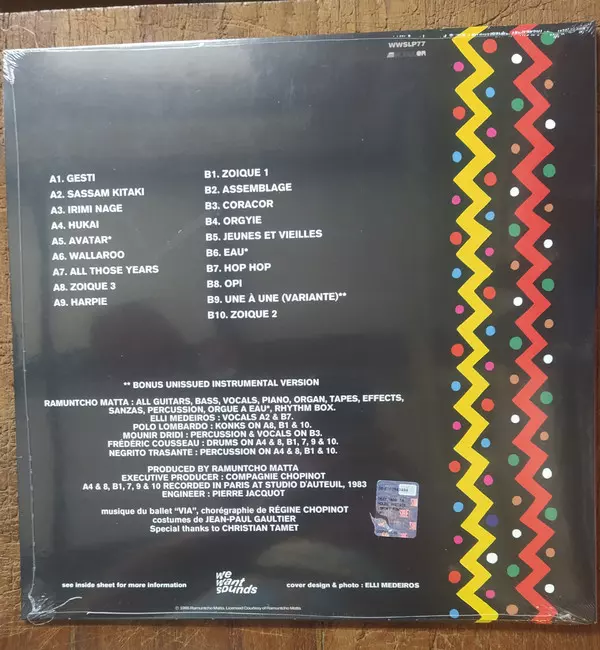 WWSLP77
A1. GESTI
A2. SASSAM KITAKI
A3. IRIMI NAGE
A4. HUKAI
A5. AVATAR*
A6. WALLAROO
A7. ALL THOSE YEARS
A8. ZOIQUE 3
A9. HARPIE
B1. ZOIQUE 1
B2. ASSEMBLAGE
B3. CORACOR
B4. ORGYIE
B5. JEUNES ET VIEILLES
B6. EAU*
B7. HOP HOP
B8. OPI
B9. UNE À UNE (VARIANTE)**
B10. ZOIQUE 2
** BONUS UNISSUED INSTRUMENTAL VERSION
RAMUNTCHO MATTA : ALL GUITARS, BASS, VOCALS, PIANO, ORGAN, TAPES, EFFECTS,
SANZAS, PERCUSSION, ORGUE A EAU*, RHYTHM BOX.
ELLI MEDEIROS : VOCALS A2 & B7.
POLO LOMBARDO : KONKS ON A8, B1 & 10.
MOUNIR DRIDI : PERCUSSION & VOCALS ON B3.
FRÉDÉRIC COUSSEAU : DRUMS ON A4 & 8, B1, 7, 9 & 10.
NEGRITO TRASANTE : PERCUSSION ON A4 & 8, B1 & 10.
PRODUCED BY RAMUNTCHO MATTA
EXECUTIVE PRODUCER : COMPAGNIE CHOPINOT
A4 & 8, B1, 7, 9 & 10 RECORDED IN PARIS AT STUDIO D'AUTEUIL, 1983
ENGINEER : PIERRE JACQUOT
musique du ballet "VIA", chorégraphie de RÉGINE CHOPINOT
costumes de JEAN-PAUL GAULTIER
Special thanks to CHRISTIAN TAMET
see inside sheet for more information
we
want
sounds
cover design & photo : ELLI MEDEIROS
Ramuntcho Matta, Licensed Courtesy of Ramuntcho Matta